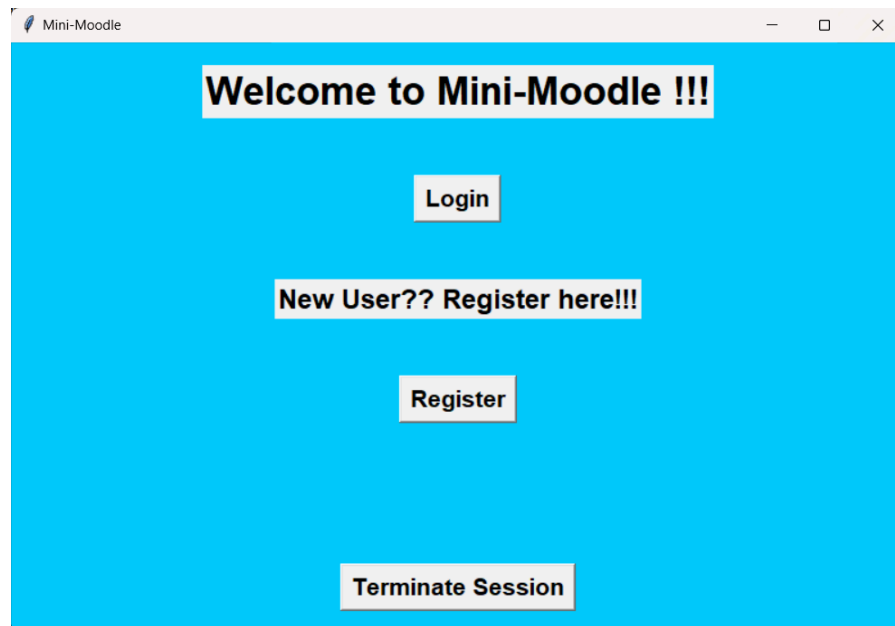 Mini-Moodle
Welcome to Mini-Moodle !!!
Login
New User?? Register here!!!
Register
Terminate Session